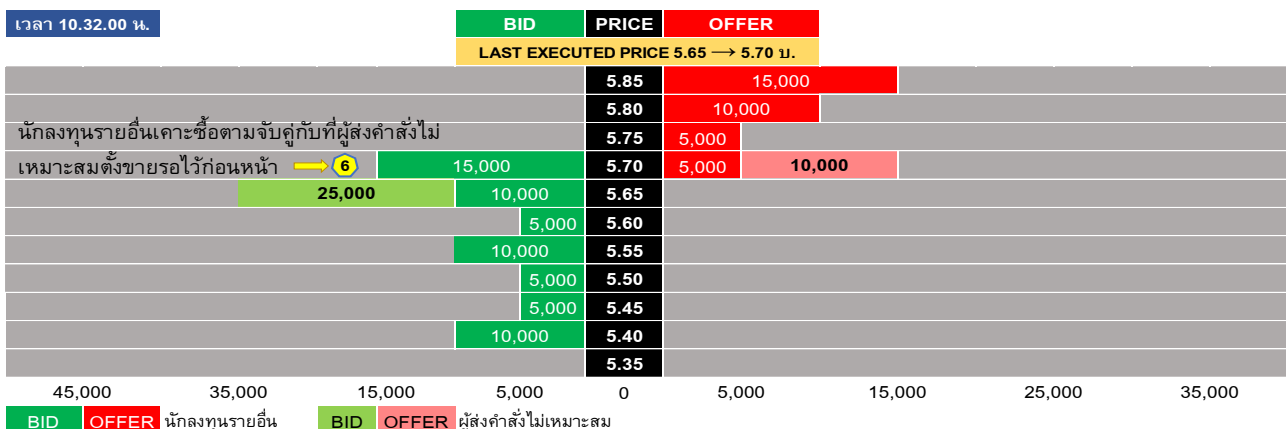 เวลา 10.32.00 น. BID PRICE OFFER
LAST EXECUTED PRICE 5.65 → 5.70 บ.
5.85 15,000
5.80 10,000
นักลงทุนรายอื่นเคาะซื้อตามจับคู่กับที่ผู้ส่งคำสั่งไม่ 5.75 5,000
เหมาะสมตั้งขายรอไว้ก่อนหน้า 6 15,000 5.70 5,000 10,000
25,000 10,000 5.65
5,000 5.60
10,000 5.55
5,000 5.50
5,000 5.45
10,000 5.40
5.35
45,000 35,000 15,000 5,000 0 5,000 15,000 25,000 35,000
BID OFFER นักลงทุนรายอื่น BID OFFER ผู้ส่งคำสั่งไม่เหมาะสม